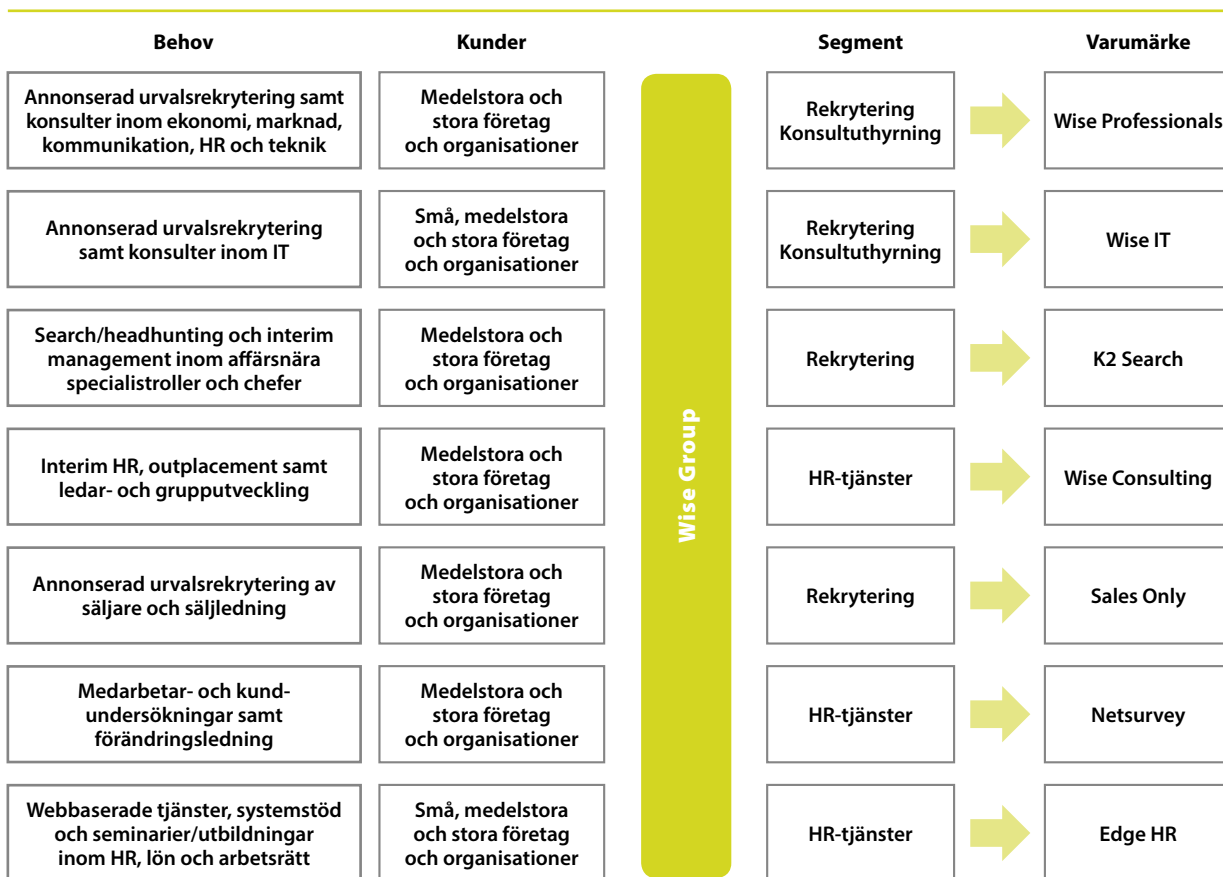 Behov
Kunder
Segment
Varumärke
Annonserad urvalsrekrytering samt
konsulter inom ekonomi, marknad,
kommunikation, HR och teknik
Medelstora och
stora företag
och organisationer
Rekrytering
Konsultuthyrning
Wise Professionals
Annonserad urvalsrekrytering
samt konsulter inom IT
Små, medelstora
och stora företag
och organisationer
Rekrytering
Konsultuthyrning
Wise IT
Search/headhunting och interim
management inom affärsnära
specialistroller och chefer
Medelstora och
stora företag
och organisationer
Rekrytering
K2 Search
Wise Group
Interim HR, outplacement samt
ledar- och grupputveckling
Medelstora och
stora företag
och organisationer
HR-tjänster
Wise Consulting
Annonserad urvalsrekrytering av
säljare och säljledning
Medelstora och
stora företag
och organisationer
Rekrytering
Sales Only
Medarbetar- och kund-
undersökningar samt
förändringsledning
Medelstora och
stora företag
och organisationer
HR-tjänster
Netsurvey
Webbaserade tjänster, systemstöd
och seminarier/utbildningar
inom HR, lön och arbetsrätt
Små, medelstora
och stora företag
och organisationer
HR-tjänster
Edge HR